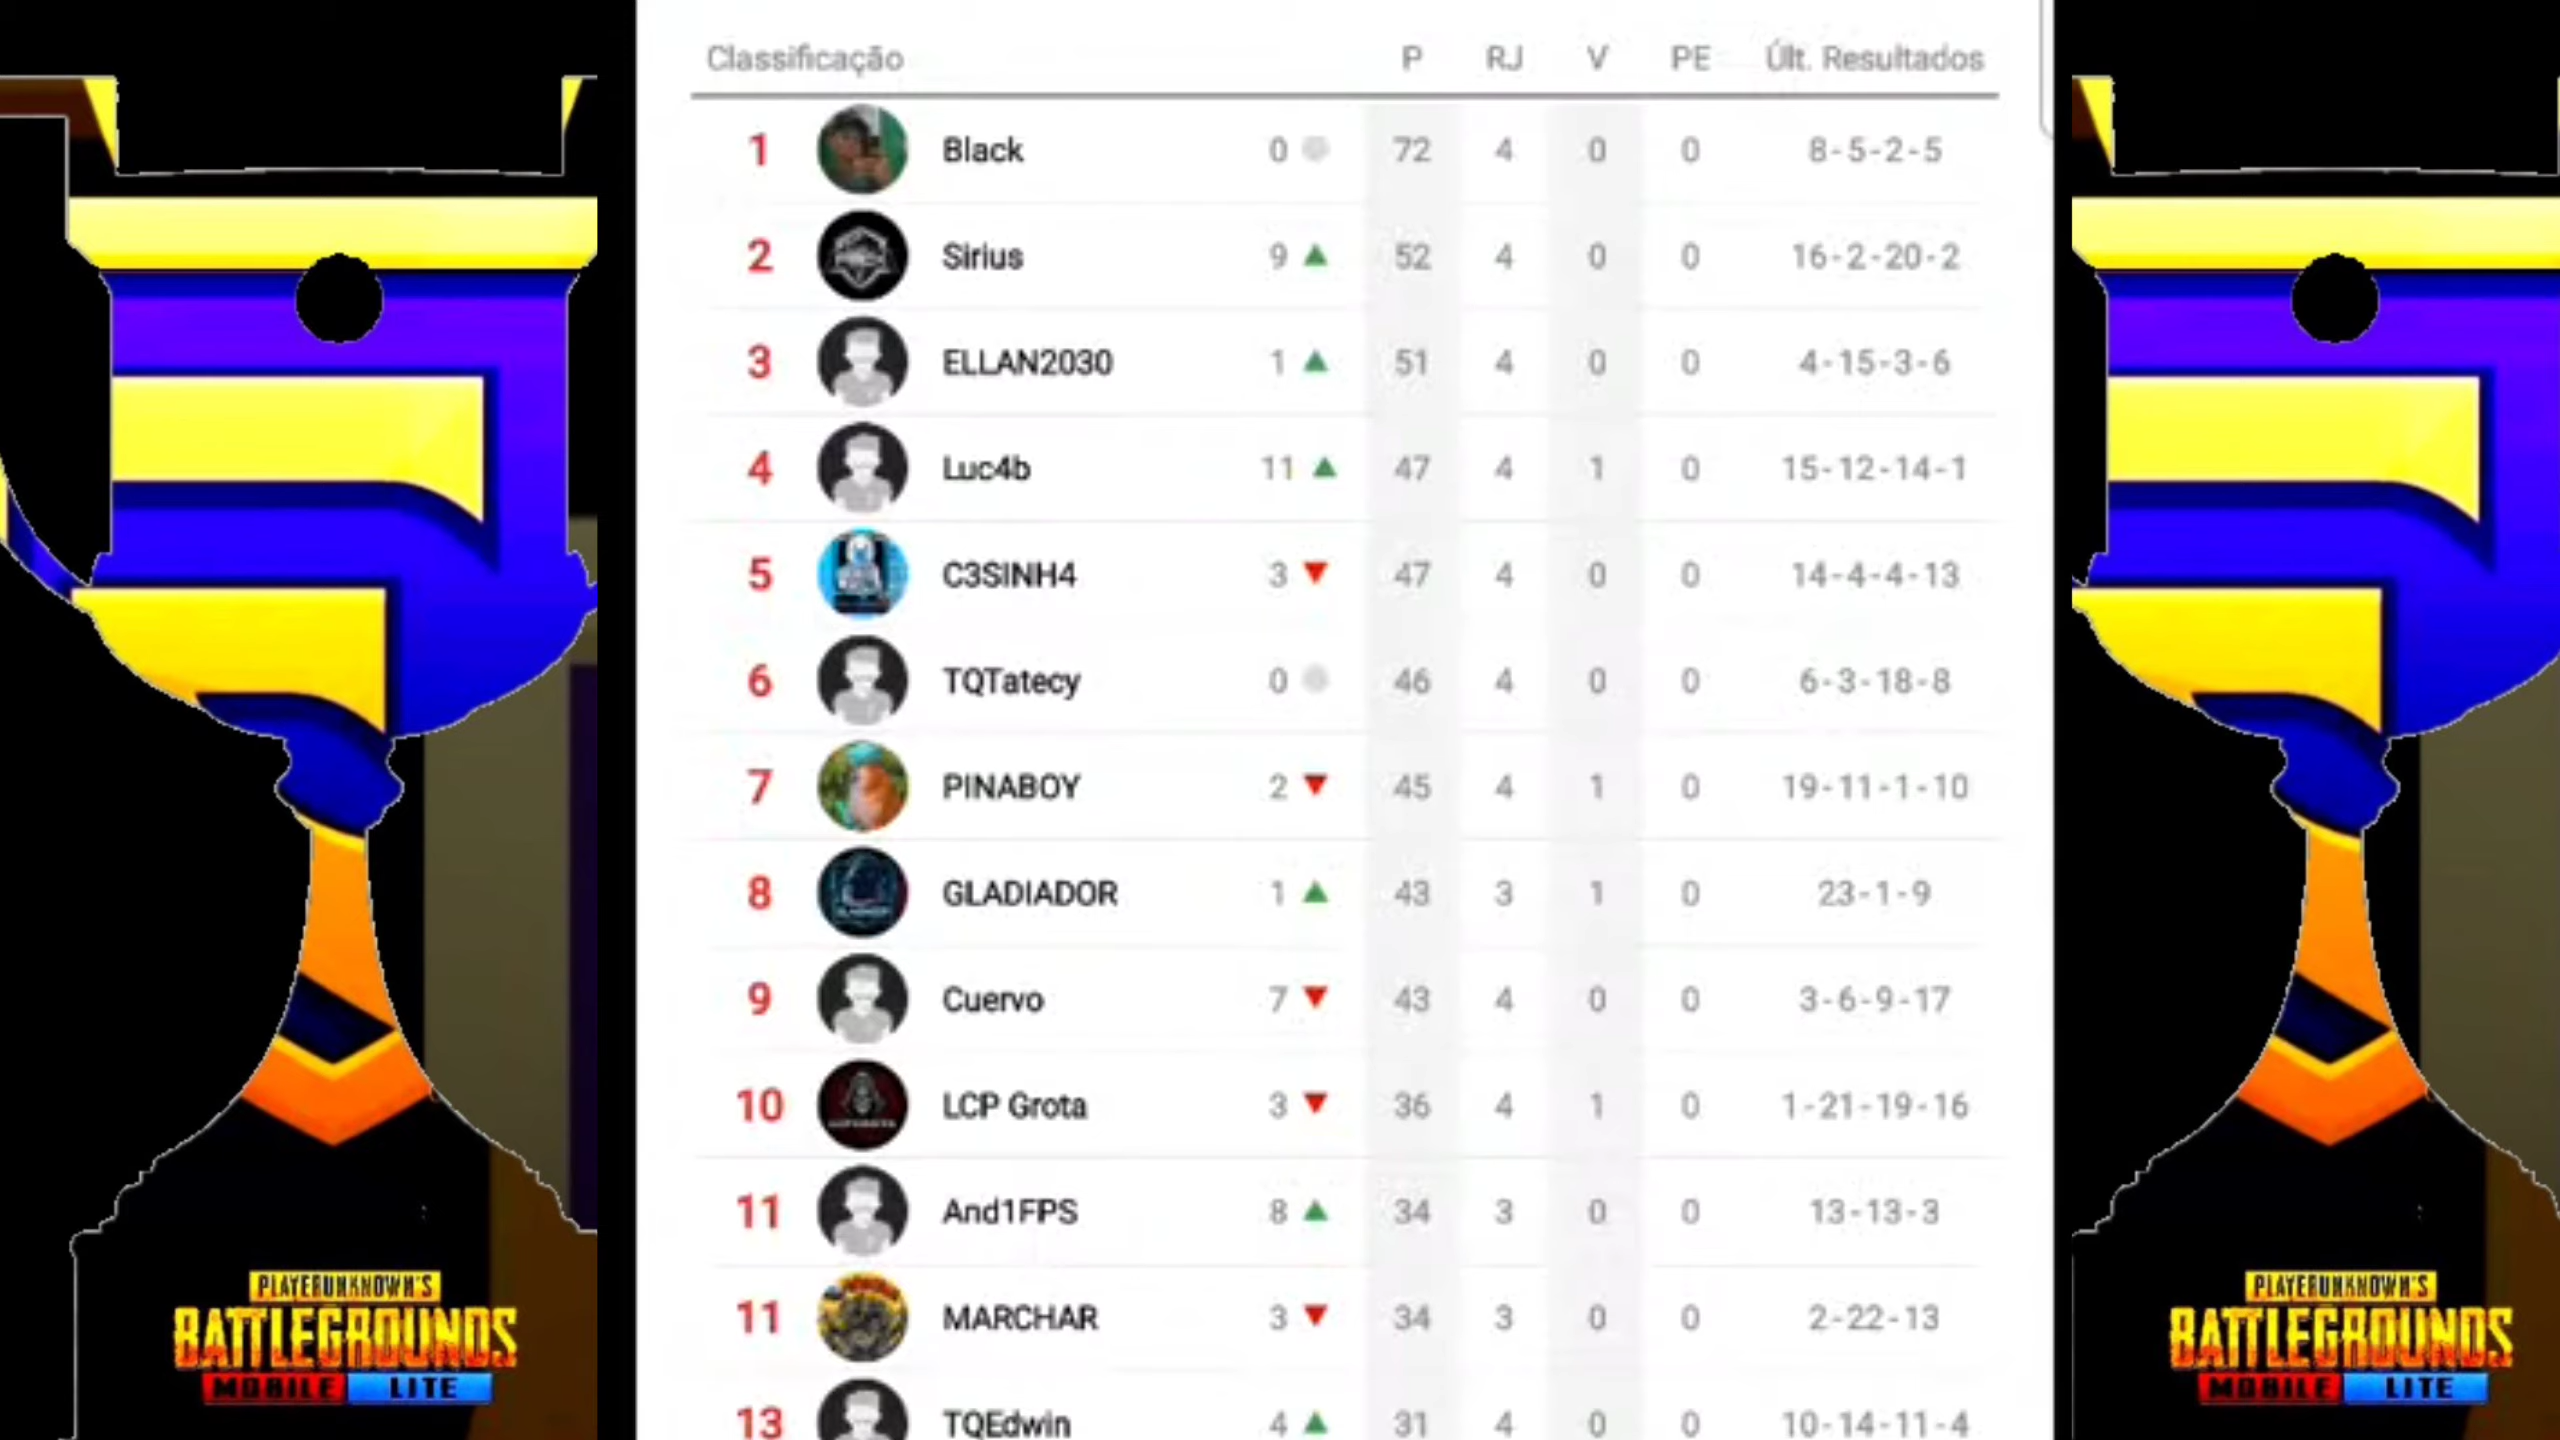 Classificação P RJ V PE Últ. Resultados
1 Black 0 72 4 0 0 8-5-2-5
2 Sirius 9 ▲ 52 4 0 0 16-2-20-2
3 ELLAN2030 1 ▲ 51 4 0 0 4-15-3-6
4 Luc4b 11 ▲ 47 4 1 0 15-12-14-1
5 C3SINH4 3 ▼ 47 4 0 0 14-4-4-13
6 TQTatecy 0 46 4 0 0 6-3-18-8
7 PINABOY 2 ▼ 45 4 1 0 19-11-1-10
8 GLADIADOR 1 ▲ 43 3 1 0 23-1-9
9 Cuervo 7 ▼ 43 4 0 0 3-6-9-17
10 LCP Grota 3 ▼ 36 4 1 0 1-21-19-16
11 And1FPS 8 ▲ 34 3 0 0 13-13-3
11 MARCHAR 3 ▼ 34 3 0 0 2-22-13
13 TQEdwin 4 ▲ 31 4 0 0 10-14-11-4
PLAYERUNKNOWN'S
BATTLEGROUNDS
MOBILE LITE
PLAYERUNKNOWN'S
BATTLEGROUNDS
MOBILE LITE